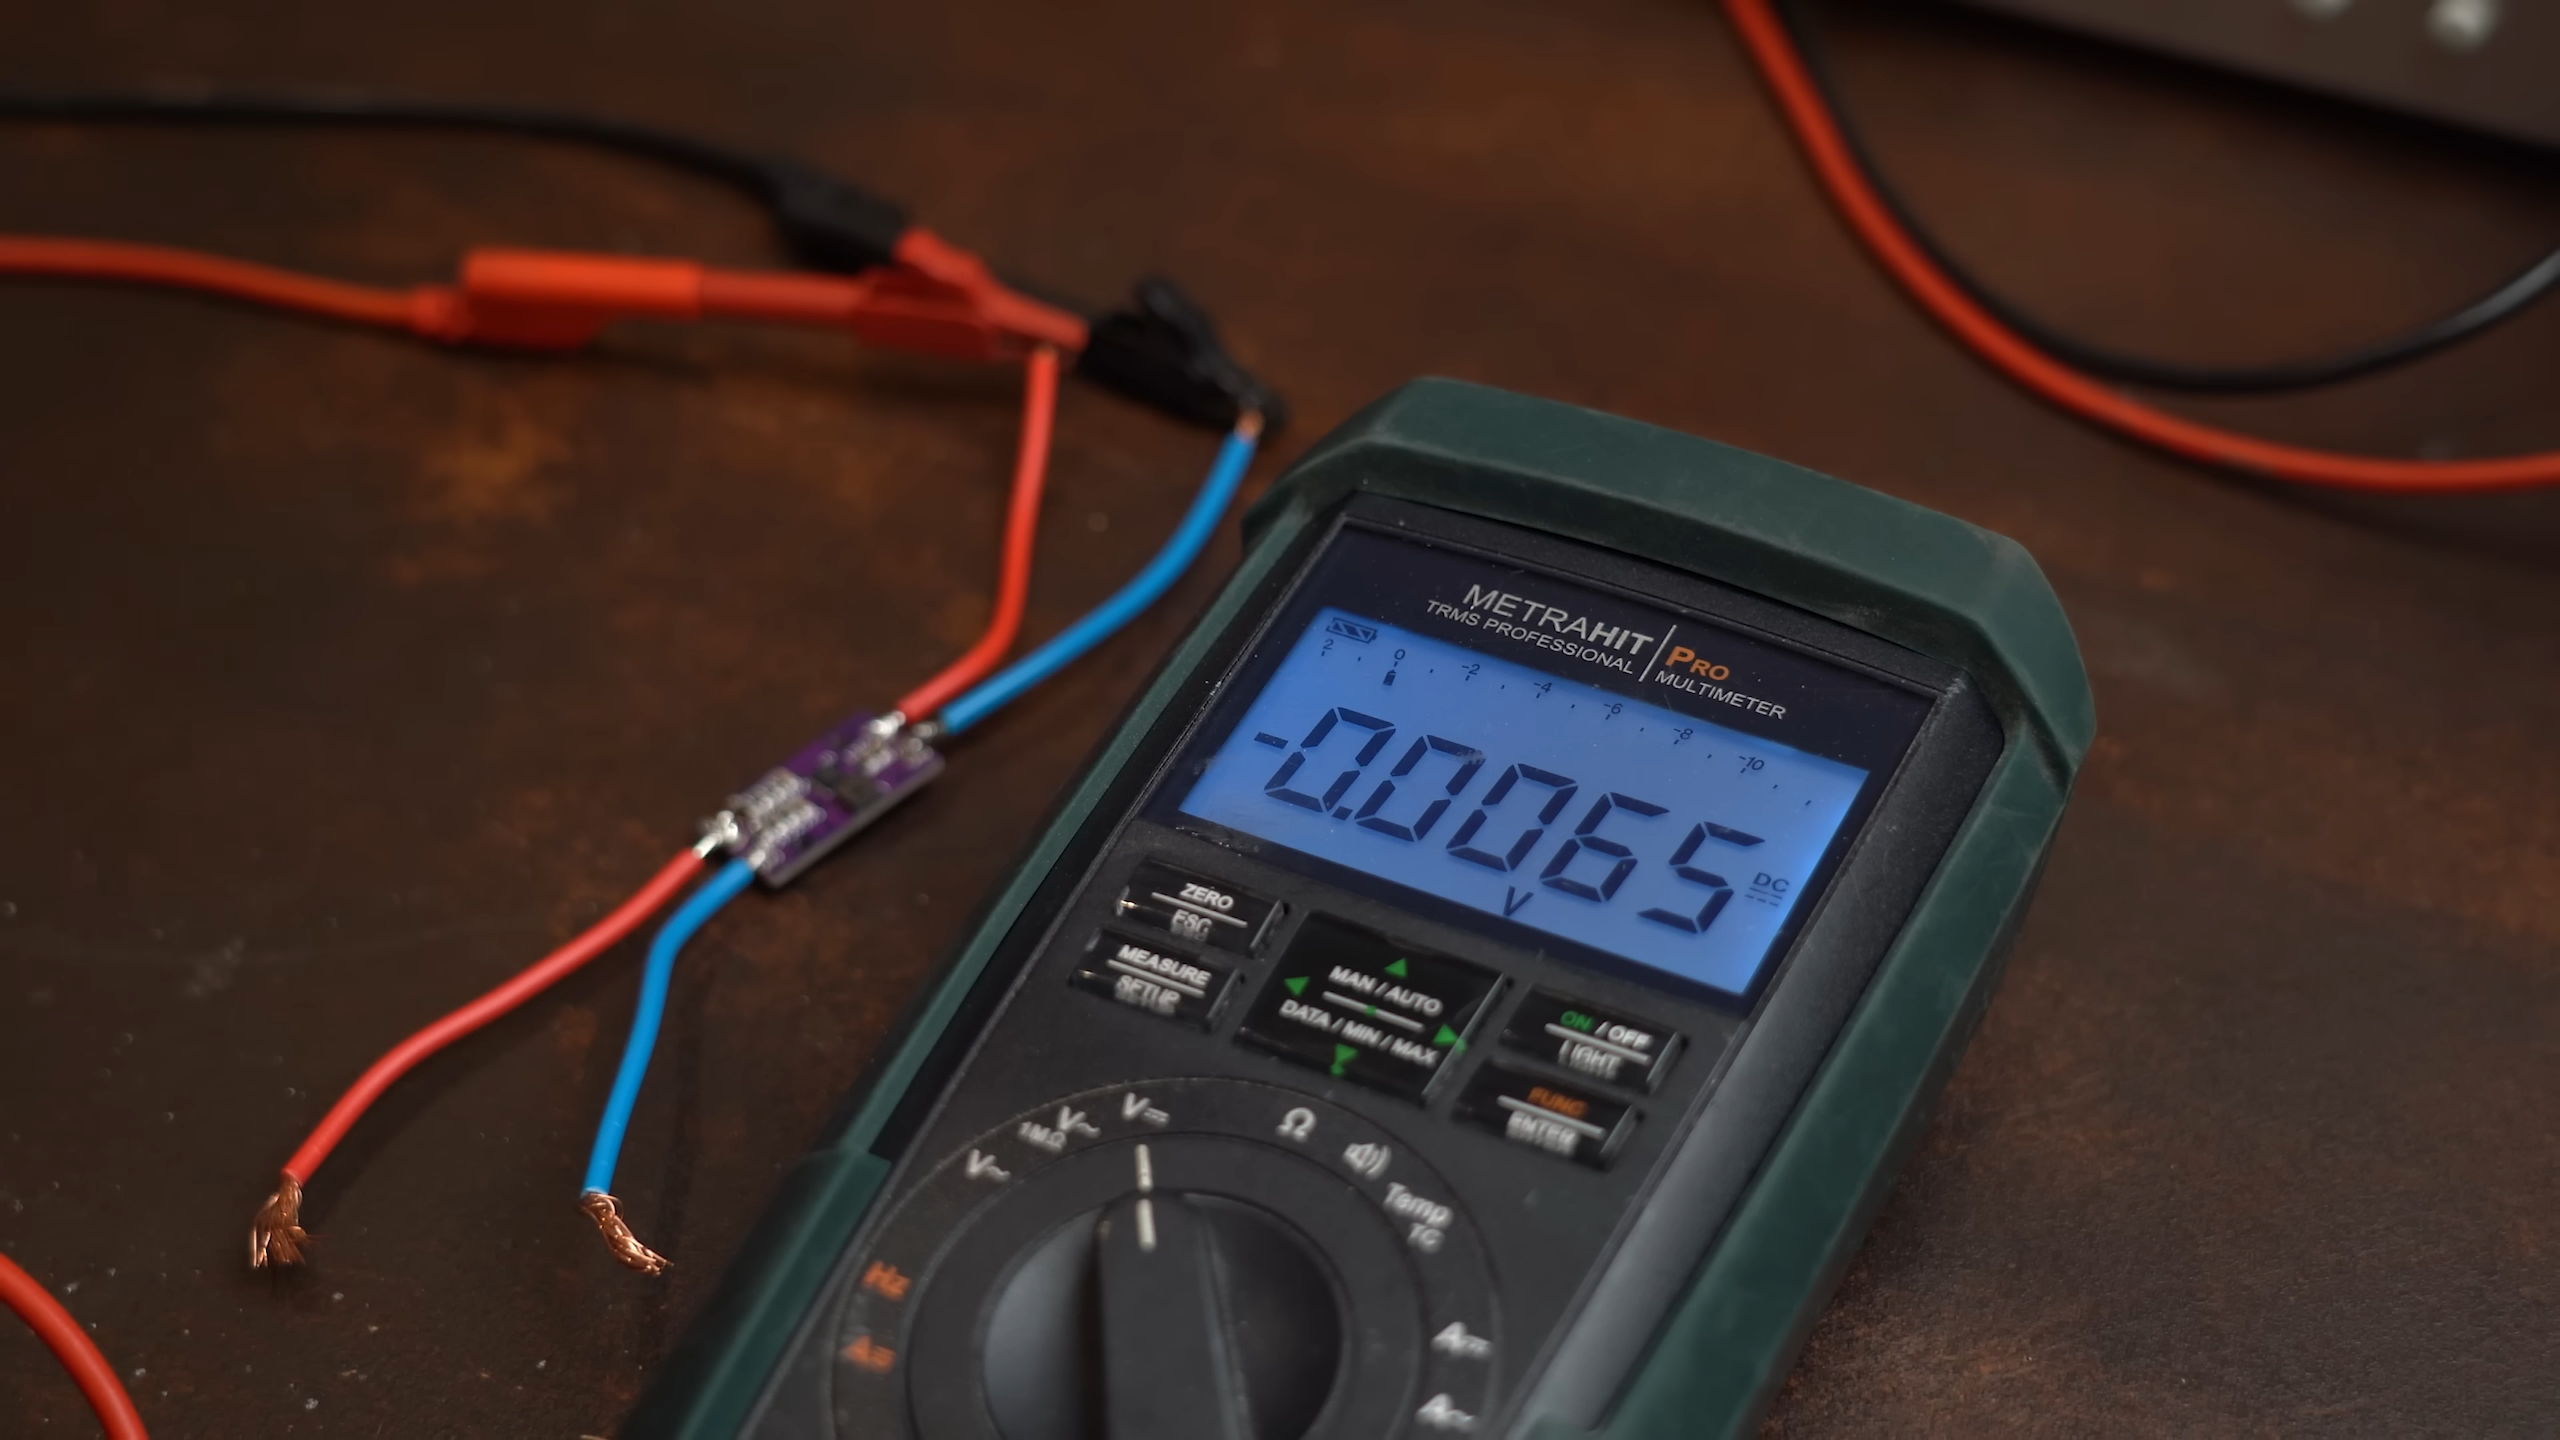 METRAHIT PRO
TRMS PROFESSIONAL MULTIMETER
2 0 -2 -4 -6 -8 -10
-0.0065
DC
V
ZERO
ESC
MEASURE
SETUP
MAN / AUTO
DATA / MIN / MAX
ON / OFF
LIGHT
FUNC
ENTER
V~
1MΩ
V~
V⎓
Ω
Temp
TC
Hz
A
A